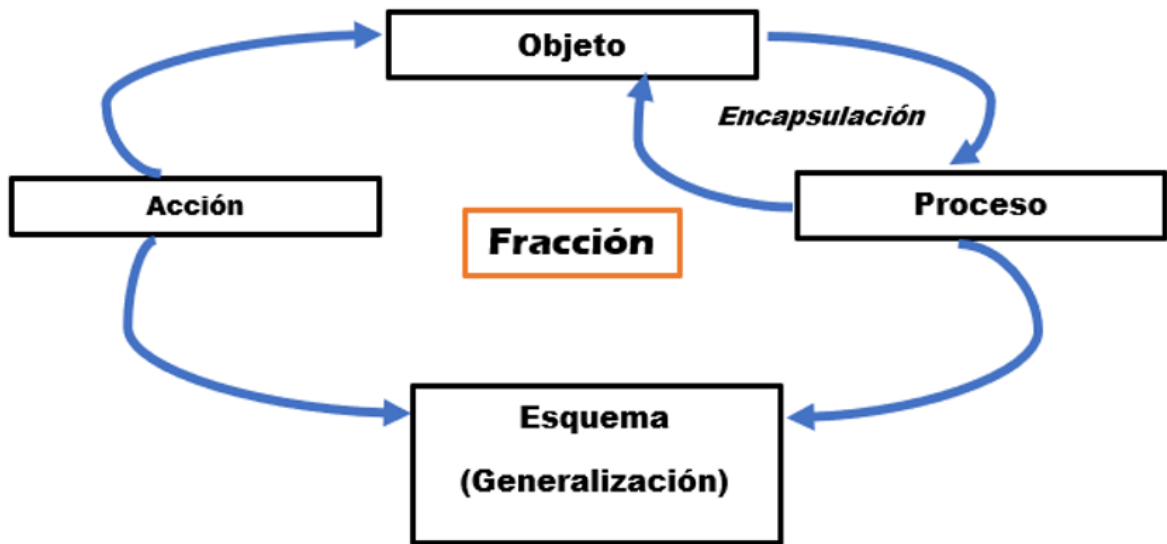 Objeto
Encapsulación
Acción
Proceso
Fracción
Esquema
(Generalización)